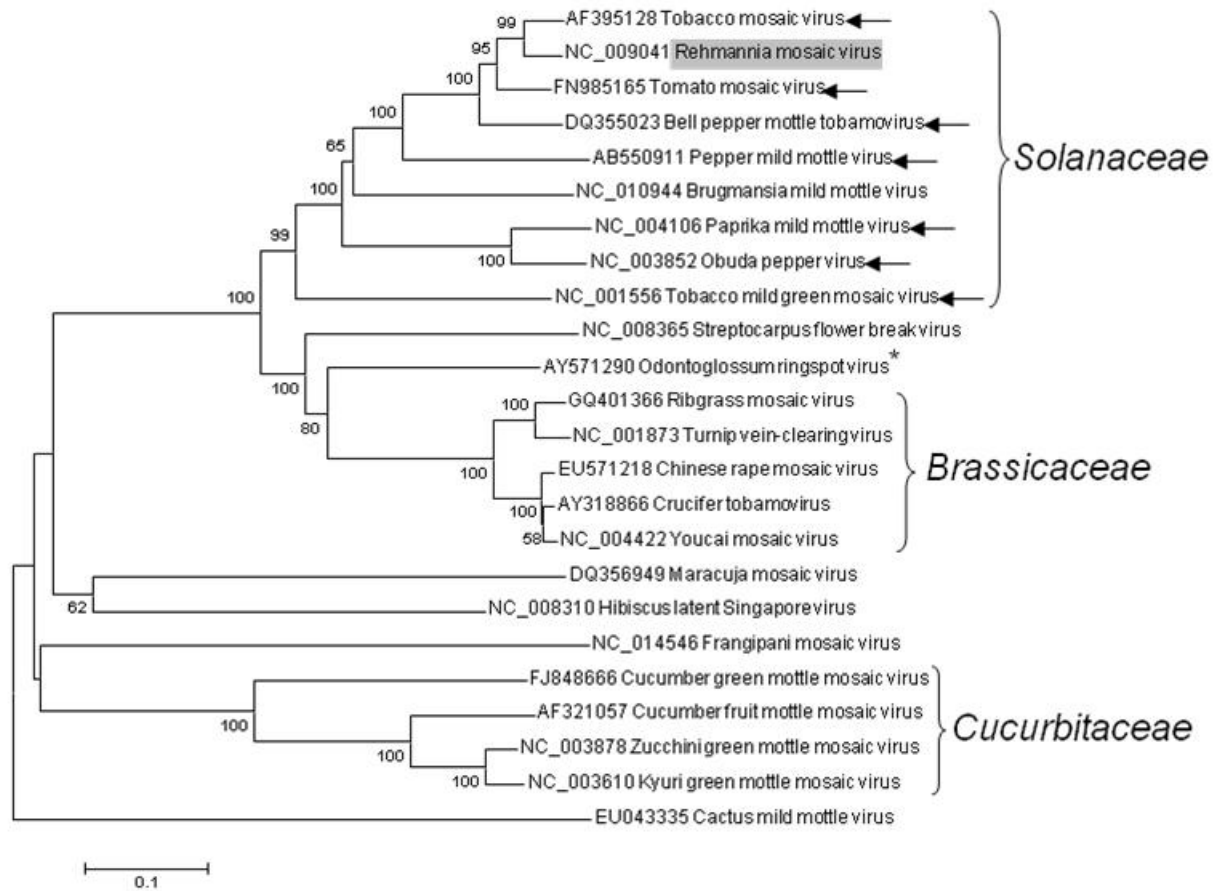 99
AF395128 Tobacco mosaic virus
NC_009041 Rehmannia mosaic virus
95
FN985165 Tomato mosaic virus
100
DQ355023 Bell pepper mottle tobamovirus
100
AB550911 Pepper mild mottle virus
Solanaceae
65
NC_010944 Brugmansia mild mottle virus
100
NC_004106 Paprika mild mottle virus
99
NC_003852 Obuda pepper virus
100
NC_001556 Tobacco mild green mosaic virus
100
NC_008365 Streptocarpus flower break virus
AY571290 Odontoglossum ringspot virus*
100
GQ401366 Ribgrass mosaic virus
100
NC_001873 Turnip vein-clearing virus
80
EU571218 Chinese rape mosaic virus
Brassicaceae
100
AY318866 Crucifer tobamovirus
100
NC_004422 Youcai mosaic virus
58
DQ356949 Maracuja mosaic virus
62
NC_008310 Hibiscus latent Singapore virus
NC_014546 Frangipani mosaic virus
FJ848666 Cucumber green mottle mosaic virus
100
AF321057 Cucumber fruit mottle mosaic virus
Cucurbitaceae
NC_003878 Zucchini green mottle mosaic virus
100
NC_003610 Kyuri green mottle mosaic virus
100
EU043335 Cactus mild mottle virus
0.1